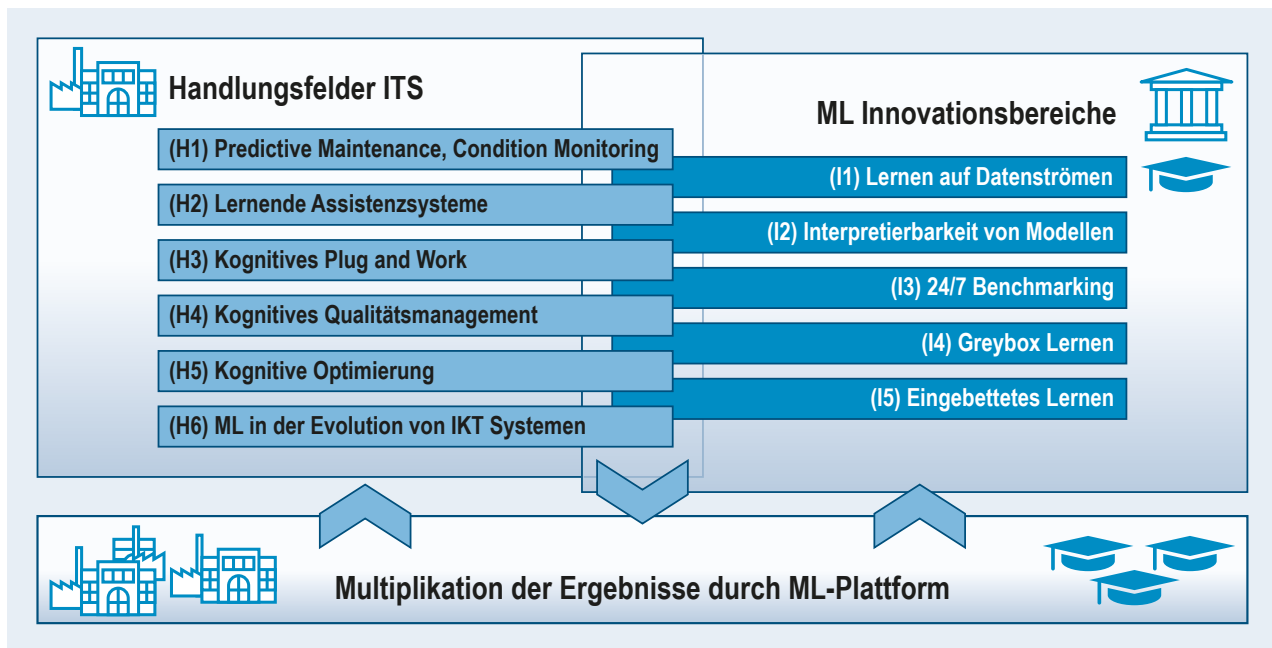 Handlungsfelder ITS
(H1) Predictive Maintenance, Condition Monitoring
(H2) Lernende Assistenzsysteme
(H3) Kognitives Plug and Work
(H4) Kognitives Qualitätsmanagement
(H5) Kognitive Optimierung
(H6) ML in der Evolution von IKT Systemen
ML Innovationsbereiche
(I1) Lernen auf Datenströmen
(I2) Interpretierbarkeit von Modellen
(I3) 24/7 Benchmarking
(I4) Greybox Lernen
(I5) Eingebettetes Lernen
Multiplikation der Ergebnisse durch ML-Plattform